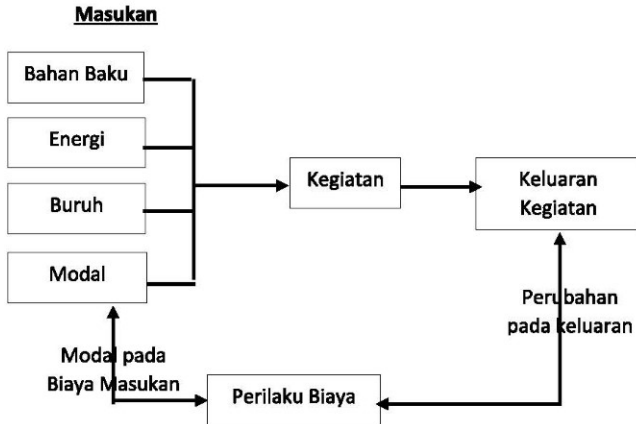 Masukan
Bahan Baku
Energi
Buruh
Modal
Kegiatan
Keluaran
Kegiatan
Perubahan
pada keluaran
Modal pada
Biaya Masukan
Perilaku Biaya